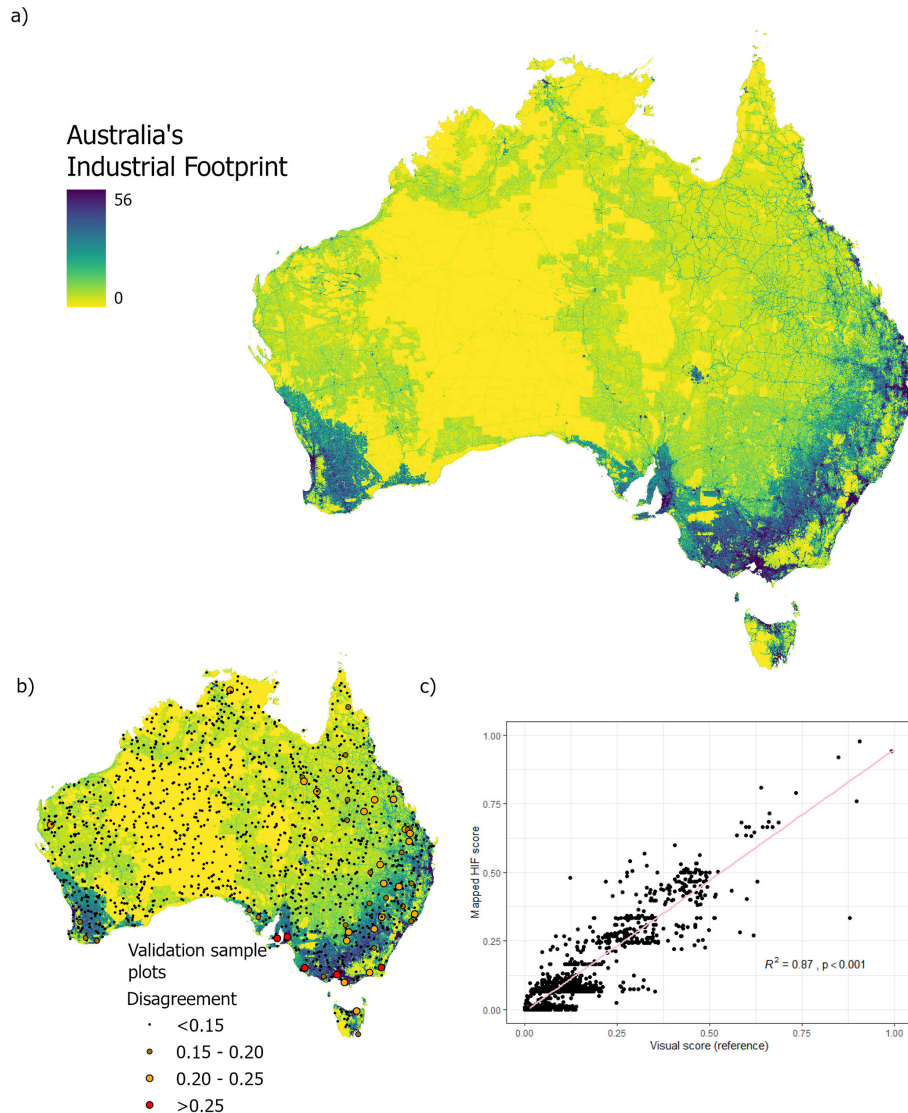 a)
Australia's
Industrial Footprint
56
0
b)
Validation sample
plots
Disagreement
<0.15
0.15 - 0.20
0.20 - 0.25
>0.25
c)
1.00
0.75
0.50
0.25
0.00
Mapped HIF score
R² = 0.87 , p < 0.001
0.00 0.25 0.50 0.75 1.00
Visual score (reference)